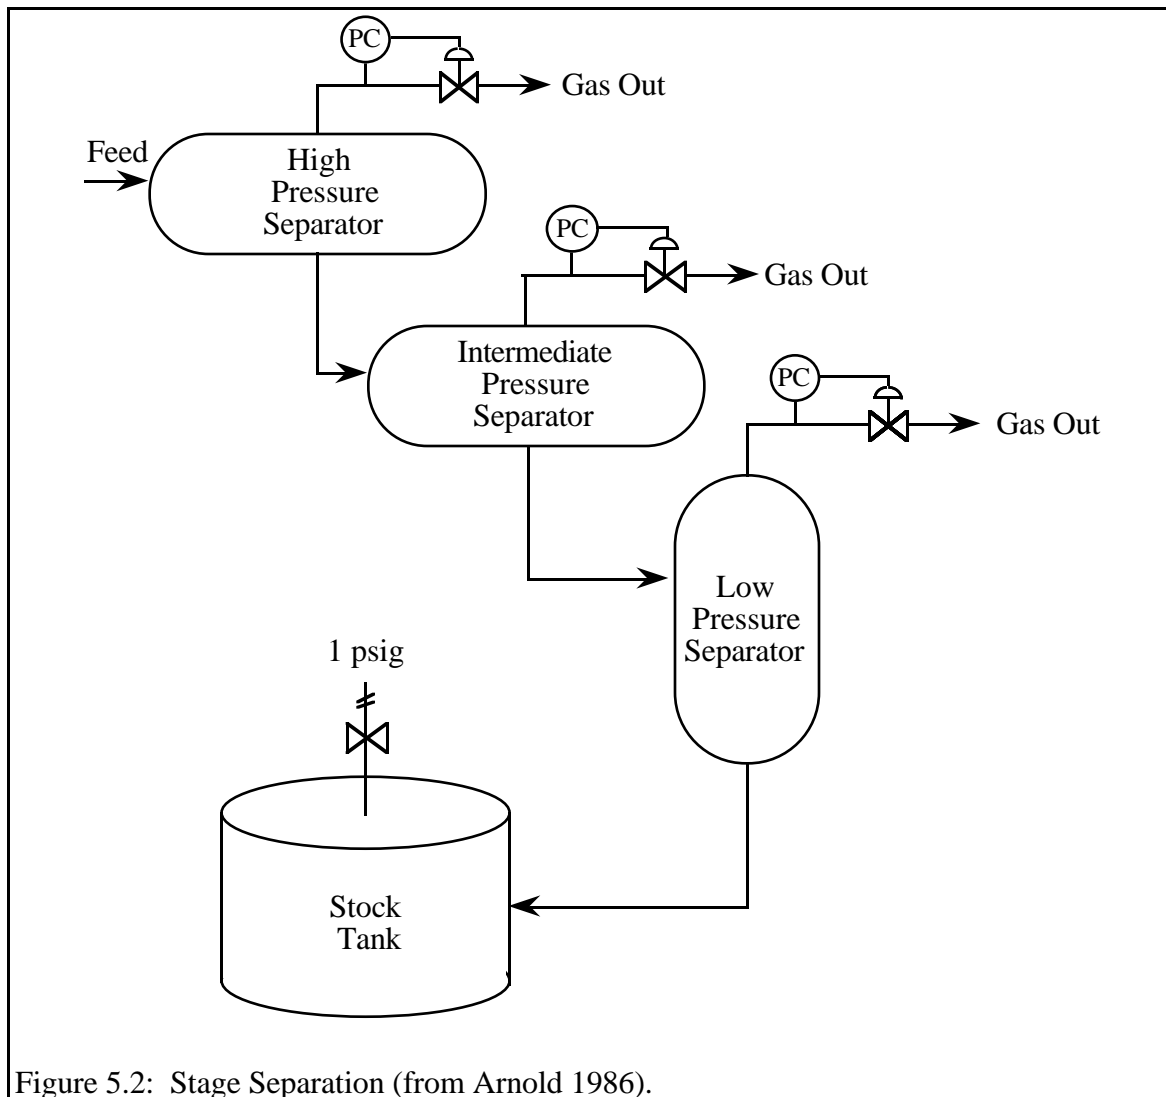 PC
Gas Out
Feed
High
Pressure
Separator
PC
Gas Out
Intermediate
Pressure
Separator
PC
Gas Out
Low
Pressure
Separator
1 psig
Stock
Tank
Figure 5.2:  Stage Separation (from Arnold 1986).